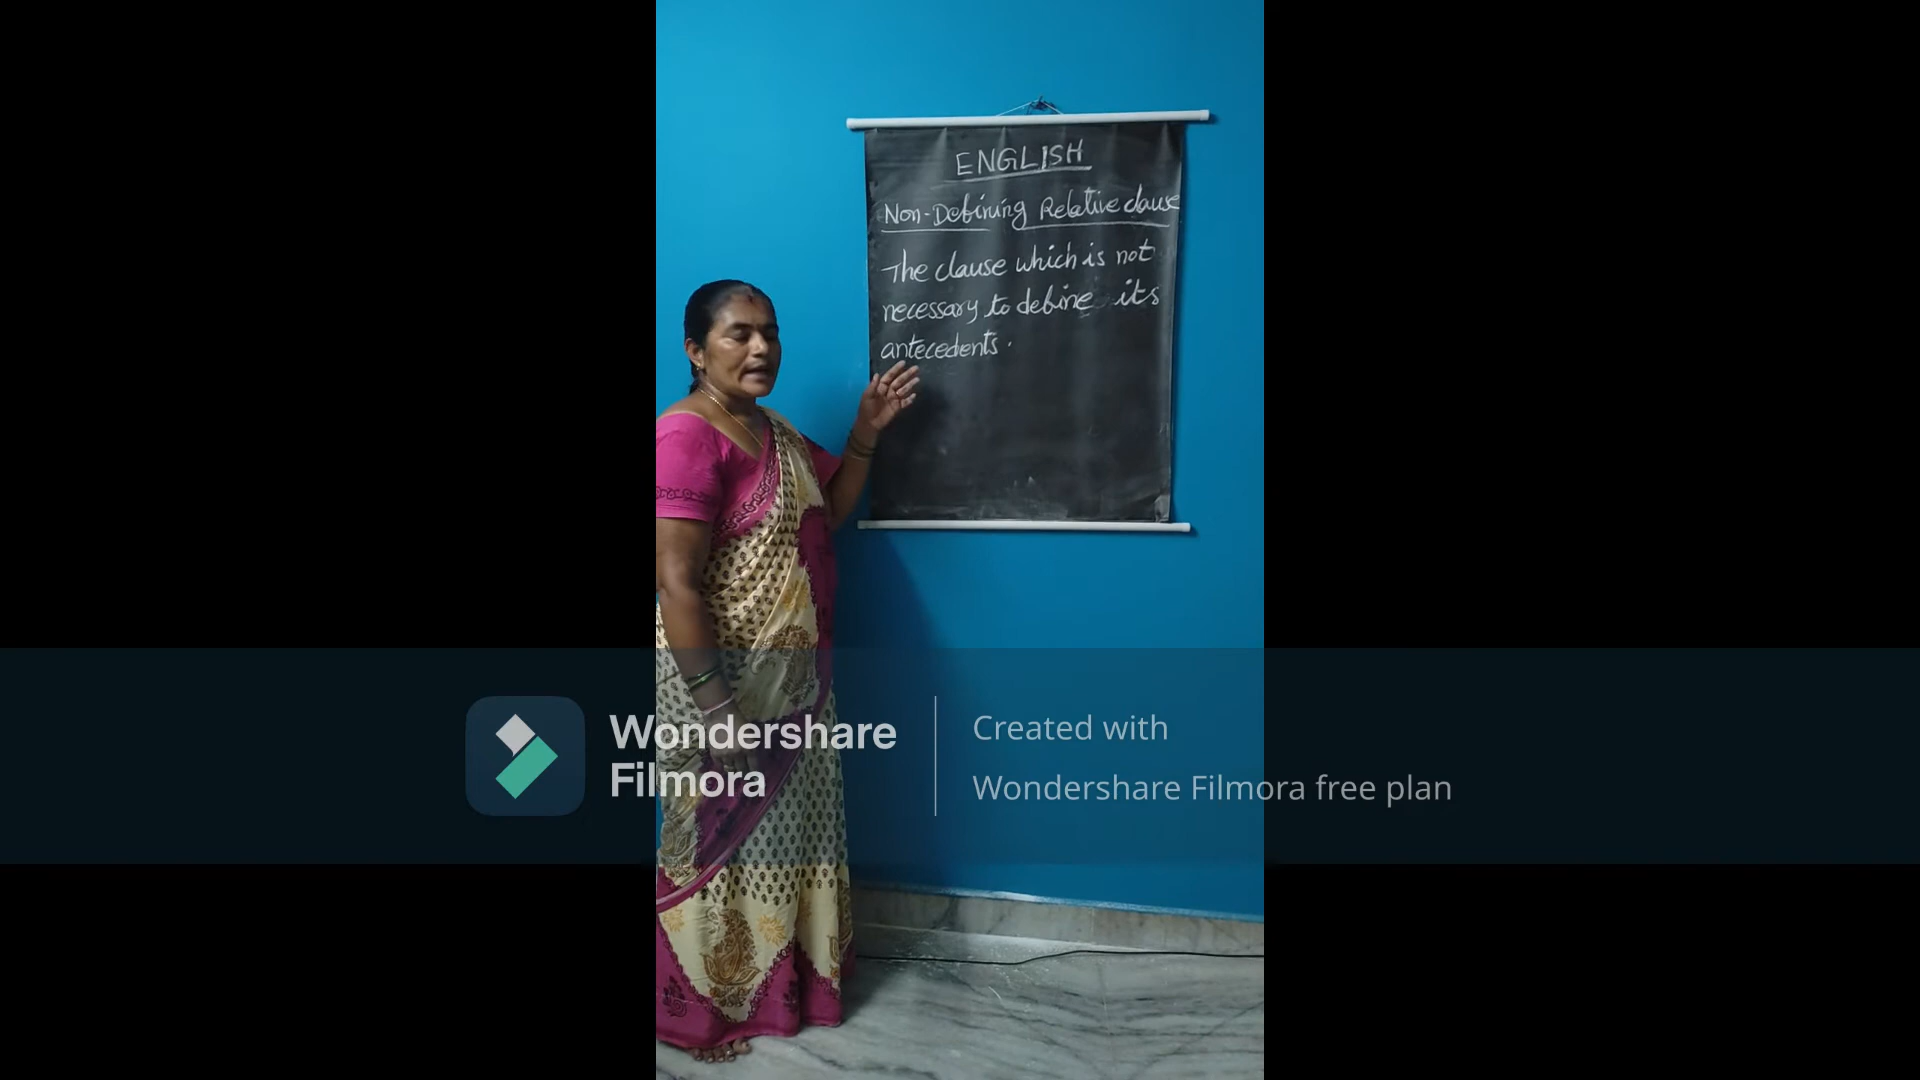 ENGLISH
Non-Defining Relative clause
The clause which is not
necessary to define its
antecedents.
Wondershare
Filmora
Created with
Wondershare Filmora free plan